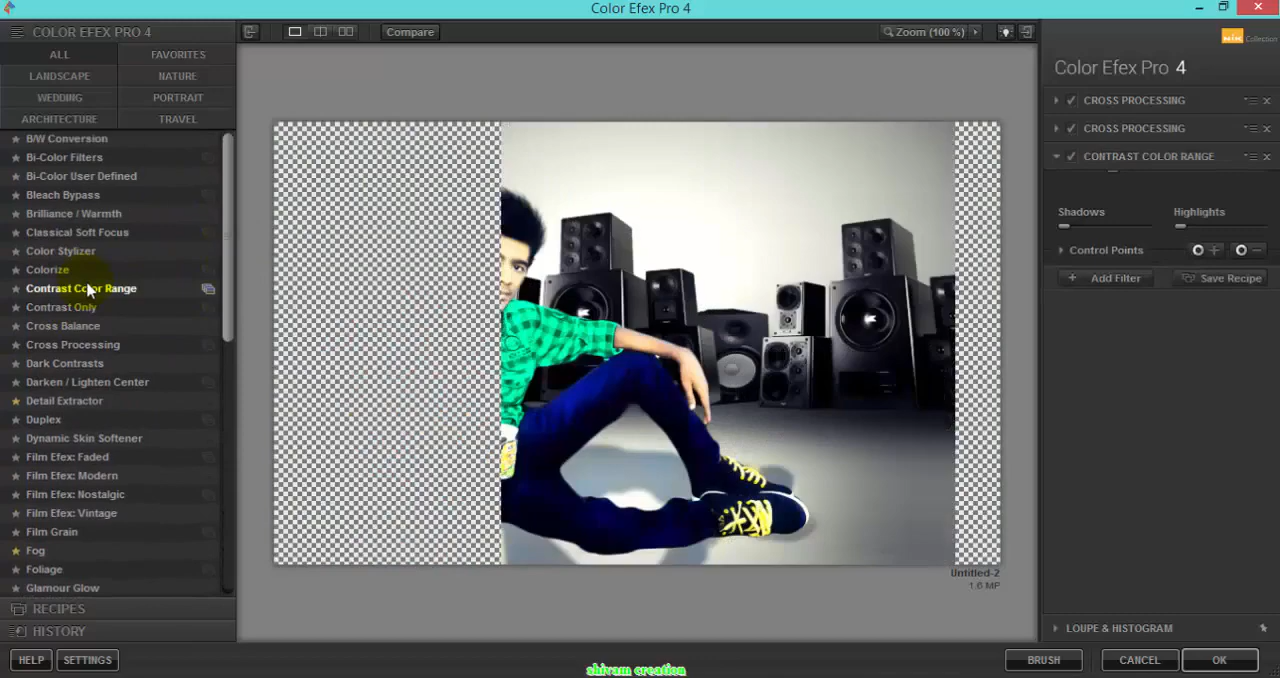 Color Efex Pro 4
COLOR EFEX PRO 4
Compare
Zoom (100 %)
Nik Collection
ALL
FAVORITES
LANDSCAPE
NATURE
WEDDING
PORTRAIT
ARCHITECTURE
TRAVEL
B/W Conversion
Bi-Color Filters
Bi-Color User Defined
Bleach Bypass
Brilliance / Warmth
Classical Soft Focus
Color Stylizer
Colorize
Contrast Color Range
Contrast Only
Cross Balance
Cross Processing
Dark Contrasts
Darken / Lighten Center
Detail Extractor
Duplex
Dynamic Skin Softener
Film Efex: Faded
Film Efex: Modern
Film Efex: Nostalgic
Film Efex: Vintage
Film Grain
Fog
Foliage
Glamour Glow
RECIPES
HISTORY
HELP
SETTINGS
Untitled-2
1.6 MP
Color Efex Pro 4
CROSS PROCESSING
CROSS PROCESSING
CONTRAST COLOR RANGE
Shadows
Highlights
Control Points
Add Filter
Save Recipe
LOUPE & HISTOGRAM
BRUSH
CANCEL
OK
shivam creation